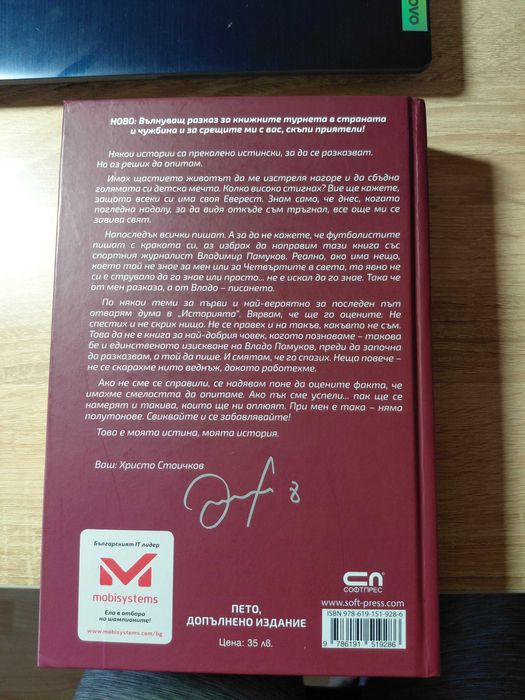 ovo
НОВО: Вълнуващ разказ за книжните турнета в страната
и чужбина и за срещите ми с вас, скъпи приятели!
Някои истории са прекалено истински, за да се разказват.
Но аз реших да опитам.
Имах щастието животът да ме изстреля нагоре и да сбъдна
голямата си детска мечта. Колко високо стигнах? Вие ще кажете,
защото всеки си има своя Еверест. Знам само, че днес, когато
погледна надолу, за да видя откъде съм тръгнал, все още ми се
завива свят.
Напоследък всички пишат. А за да не кажете, че футболистите
пишат с краката си, аз избрах да направим тази книга със
спортния журналист Владимир Памуков. Реално, ако има нещо,
което той не знае за мен или за Четвъртите в света, то явно не
си е струвало да го знае или просто... не е искал да го знае. Така че
от мен разказа, а от Владо – писането.
По някои теми за първи и най-вероятно за последен път
отварям дума в „Историята“. Вярвам, че ще го оцените. Не
спестих и не скрих нищо. Не се правех и на такъв, какъвто не съм.
Това да не е книга за най-добрия човек, когото познаваме – такова
бе и единственото изискване на Владо Памуков, преди да започна
да разказвам, а той да пише. И смятам, че го спазих. Нещо повече –
не се скарахме нито веднъж, докато работехме.
Ако не сме се справили, се надявам поне да оцените факта, че
имахме смелостта да опитаме. Ако пък сме успели... пак ще се
намерят и такива, които ще ни оплюят. При мен е така – няма
полутонове. Свиквайте и се забавлявайте!
Това е моята истина, моята история.
Ваш: Христо Стоичков
8
Българският IT лидер
mobisystems
Ела в отбора
на шампионите!
www.mobisystems.com/bg
ПЕТО,
ДОПЪЛНЕНО ИЗДАНИЕ
Цена: 35 лв.
СОФТПРЕС
www.soft-press.com
ISBN 978-619-151-928-6
9 786191 519286